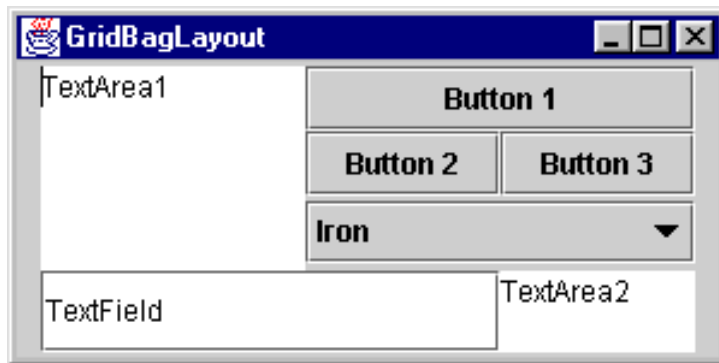 GridBagLayout
TextArea1
Button 1
Button 2
Button 3
Iron
TextField
TextArea2